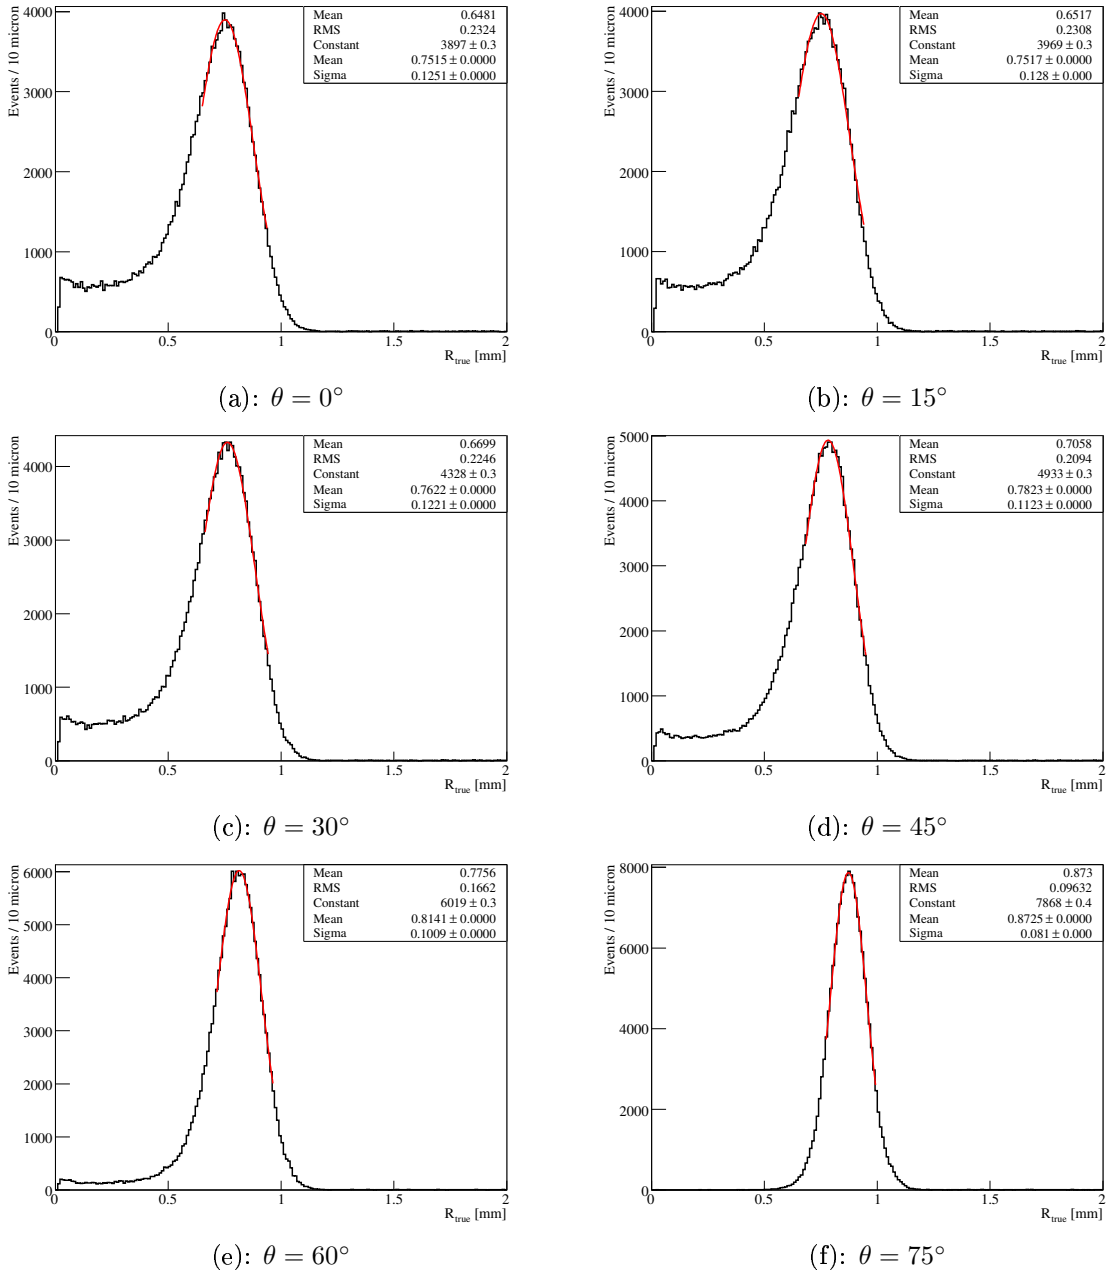 Events / 10 micron
Mean 0.6481
RMS 0.2324
Constant 3897 ± 0.3
Mean 0.7515 ± 0.0000
Sigma 0.1251 ± 0.0000
4000
3000
2000
1000
0
0 0.5 1 1.5 2
R_true [mm]
(a): θ = 0°
Events / 10 micron
Mean 0.6517
RMS 0.2308
Constant 3969 ± 0.3
Mean 0.7517 ± 0.0000
Sigma 0.128 ± 0.000
4000
3000
2000
1000
0
0 0.5 1 1.5 2
R_true [mm]
(b): θ = 15°
Events / 10 micron
Mean 0.6699
RMS 0.2246
Constant 4328 ± 0.3
Mean 0.7622 ± 0.0000
Sigma 0.1221 ± 0.0000
4000
3000
2000
1000
0
0 0.5 1 1.5 2
R_true [mm]
(c): θ = 30°
Events / 10 micron
Mean 0.7058
RMS 0.2094
Constant 4933 ± 0.3
Mean 0.7823 ± 0.0000
Sigma 0.1123 ± 0.0000
5000
4000
3000
2000
1000
0
0 0.5 1 1.5 2
R_true [mm]
(d): θ = 45°
Events / 10 micron
Mean 0.7756
RMS 0.1662
Constant 6019 ± 0.3
Mean 0.8141 ± 0.0000
Sigma 0.1009 ± 0.0000
6000
5000
4000
3000
2000
1000
0
0 0.5 1 1.5 2
R_true [mm]
(e): θ = 60°
Events / 10 micron
Mean 0.873
RMS 0.09632
Constant 7868 ± 0.4
Mean 0.8725 ± 0.0000
Sigma 0.081 ± 0.000
8000
6000
4000
2000
0
0 0.5 1 1.5 2
R_true [mm]
(f): θ = 75°